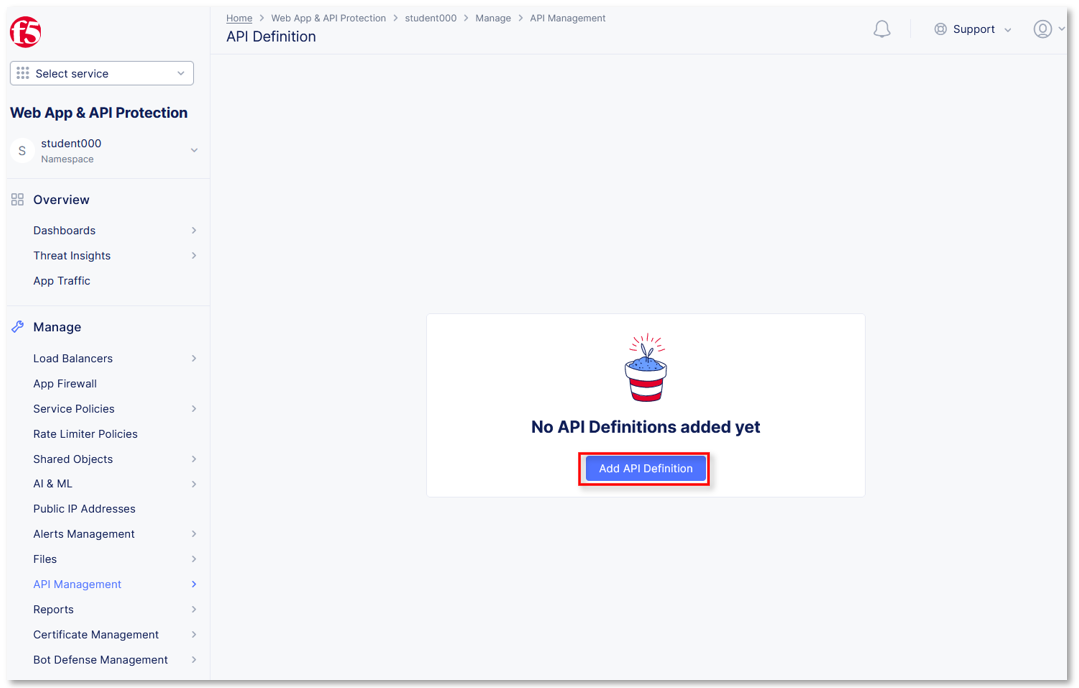 f5
Home > Web App & API Protection > student000 > Manage > API Management
API Definition
Support
Select service
Web App & API Protection
S
student000
Namespace
Overview
Dashboards
Threat Insights
App Traffic
Manage
Load Balancers
App Firewall
Service Policies
Rate Limiter Policies
Shared Objects
AI & ML
Public IP Addresses
Alerts Management
Files
API Management
Reports
Certificate Management
Bot Defense Management
No API Definitions added yet
Add API Definition